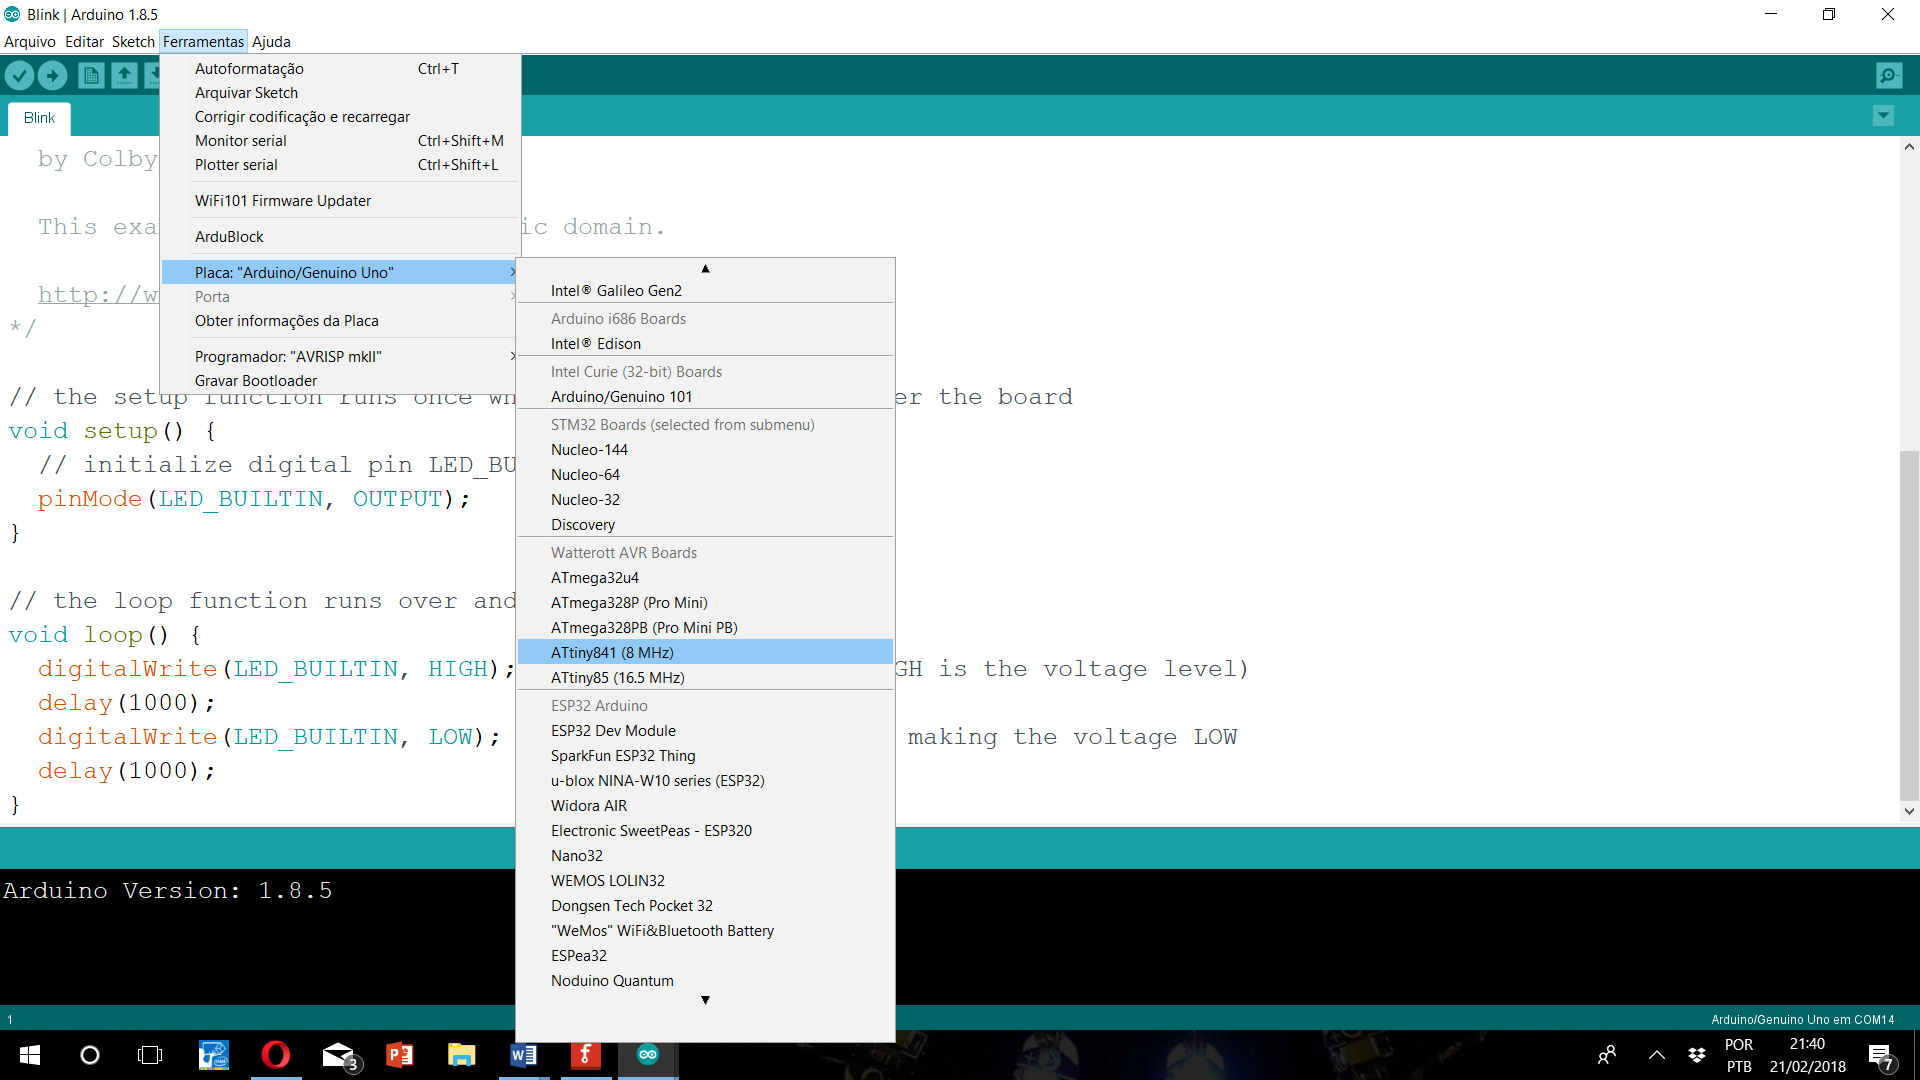 Blink | Arduino 1.8.5
Arquivo Editar Sketch Ferramentas Ajuda
Autoformatação Ctrl+T
Arquivar Sketch
Corrigir codificação e recarregar
Monitor serial Ctrl+Shift+M
Plotter serial Ctrl+Shift+L
WiFi101 Firmware Updater
ArduBlock
Placa: "Arduino/Genuino Uno"
Porta
Obter informações da Placa
Programador: "AVRISP mkII"
Gravar Bootloader
Intel® Galileo Gen2
Arduino i686 Boards
Intel® Edison
Intel Curie (32-bit) Boards
Arduino/Genuino 101
STM32 Boards (selected from submenu)
Nucleo-144
Nucleo-64
Nucleo-32
Discovery
Watterott AVR Boards
ATmega32u4
ATmega328P (Pro Mini)
ATmega328PB (Pro Mini PB)
ATtiny841 (8 MHz)
ATtiny85 (16.5 MHz)
ESP32 Arduino
ESP32 Dev Module
SparkFun ESP32 Thing
u-blox NINA-W10 series (ESP32)
Widora AIR
Electronic SweetPeas - ESP320
Nano32
WEMOS LOLIN32
Dongsen Tech Pocket 32
"WeMos" WiFi&Bluetooth Battery
ESPea32
Noduino Quantum
Blink
by Colby
This exa ic domain.
http://w
*/
// the setup function runs once wh er the board
void setup() {
// initialize digital pin LED_BU
pinMode(LED_BUILTIN, OUTPUT);
}
// the loop function runs over and
void loop() {
digitalWrite(LED_BUILTIN, HIGH); GH is the voltage level)
delay(1000);
digitalWrite(LED_BUILTIN, LOW); making the voltage LOW
delay(1000);
}
Arduino Version: 1.8.5
1
Arduino/Genuino Uno em COM14
3
POR
PTB
21:40
21/02/2018
7